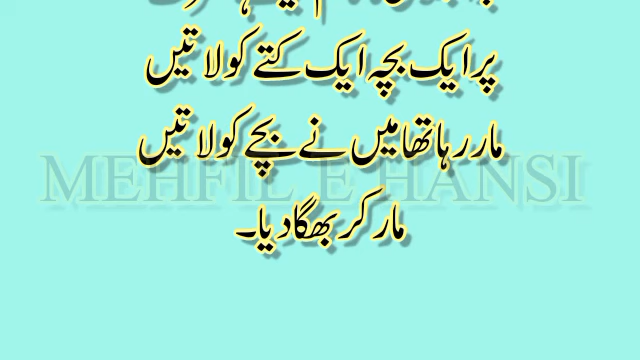 پر ایک بچہ ایک کتے کو لاتیں
مار رہا تھا میں نے بچے کو لاتیں
MEHFIL E HANSI
مار کر بھگا دیا۔